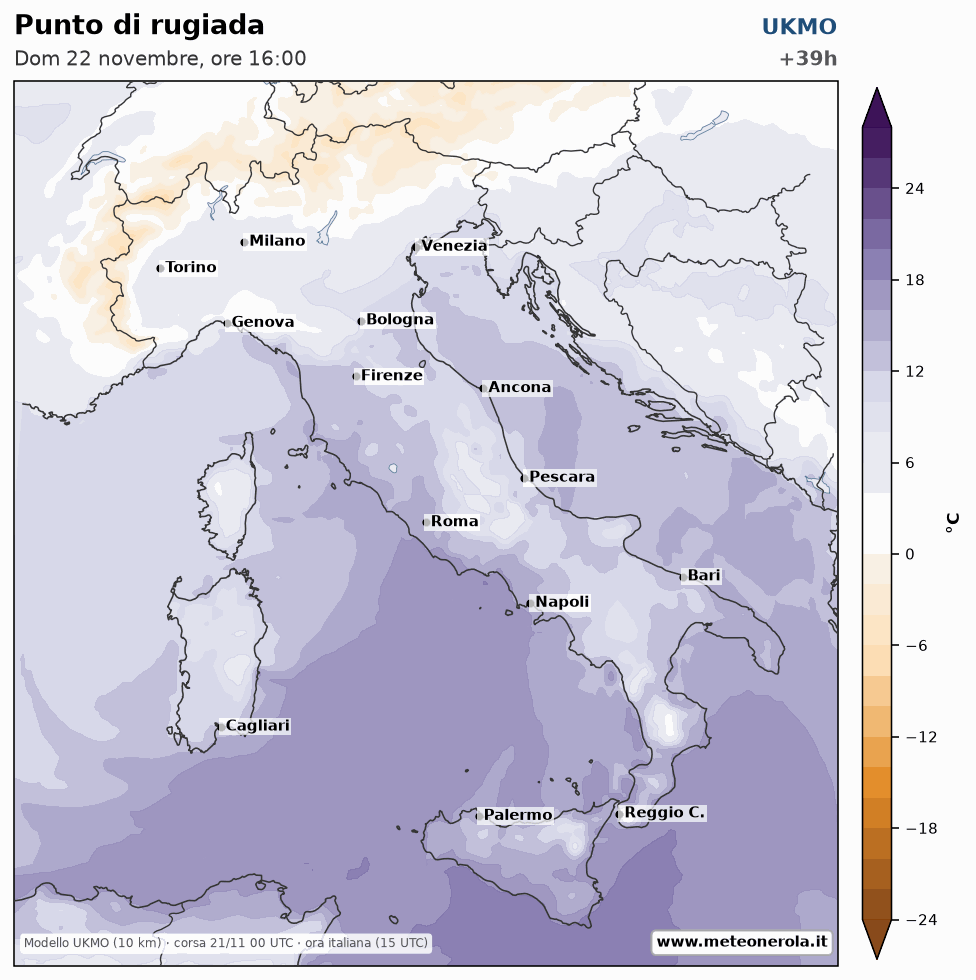 Punto di rugiada
UKMO
Dom 22 novembre, ore 16:00
+39h
Milano
Venezia
Torino
Genova
Bologna
Firenze
Ancona
Pescara
Roma
Bari
Napoli
Cagliari
Palermo
Reggio C.
24
18
12
6
0
−6
−12
−18
−24
°C
Modello UKMO (10 km) · corsa 21/11 00 UTC · ora italiana (15 UTC)
www.meteonerola.it